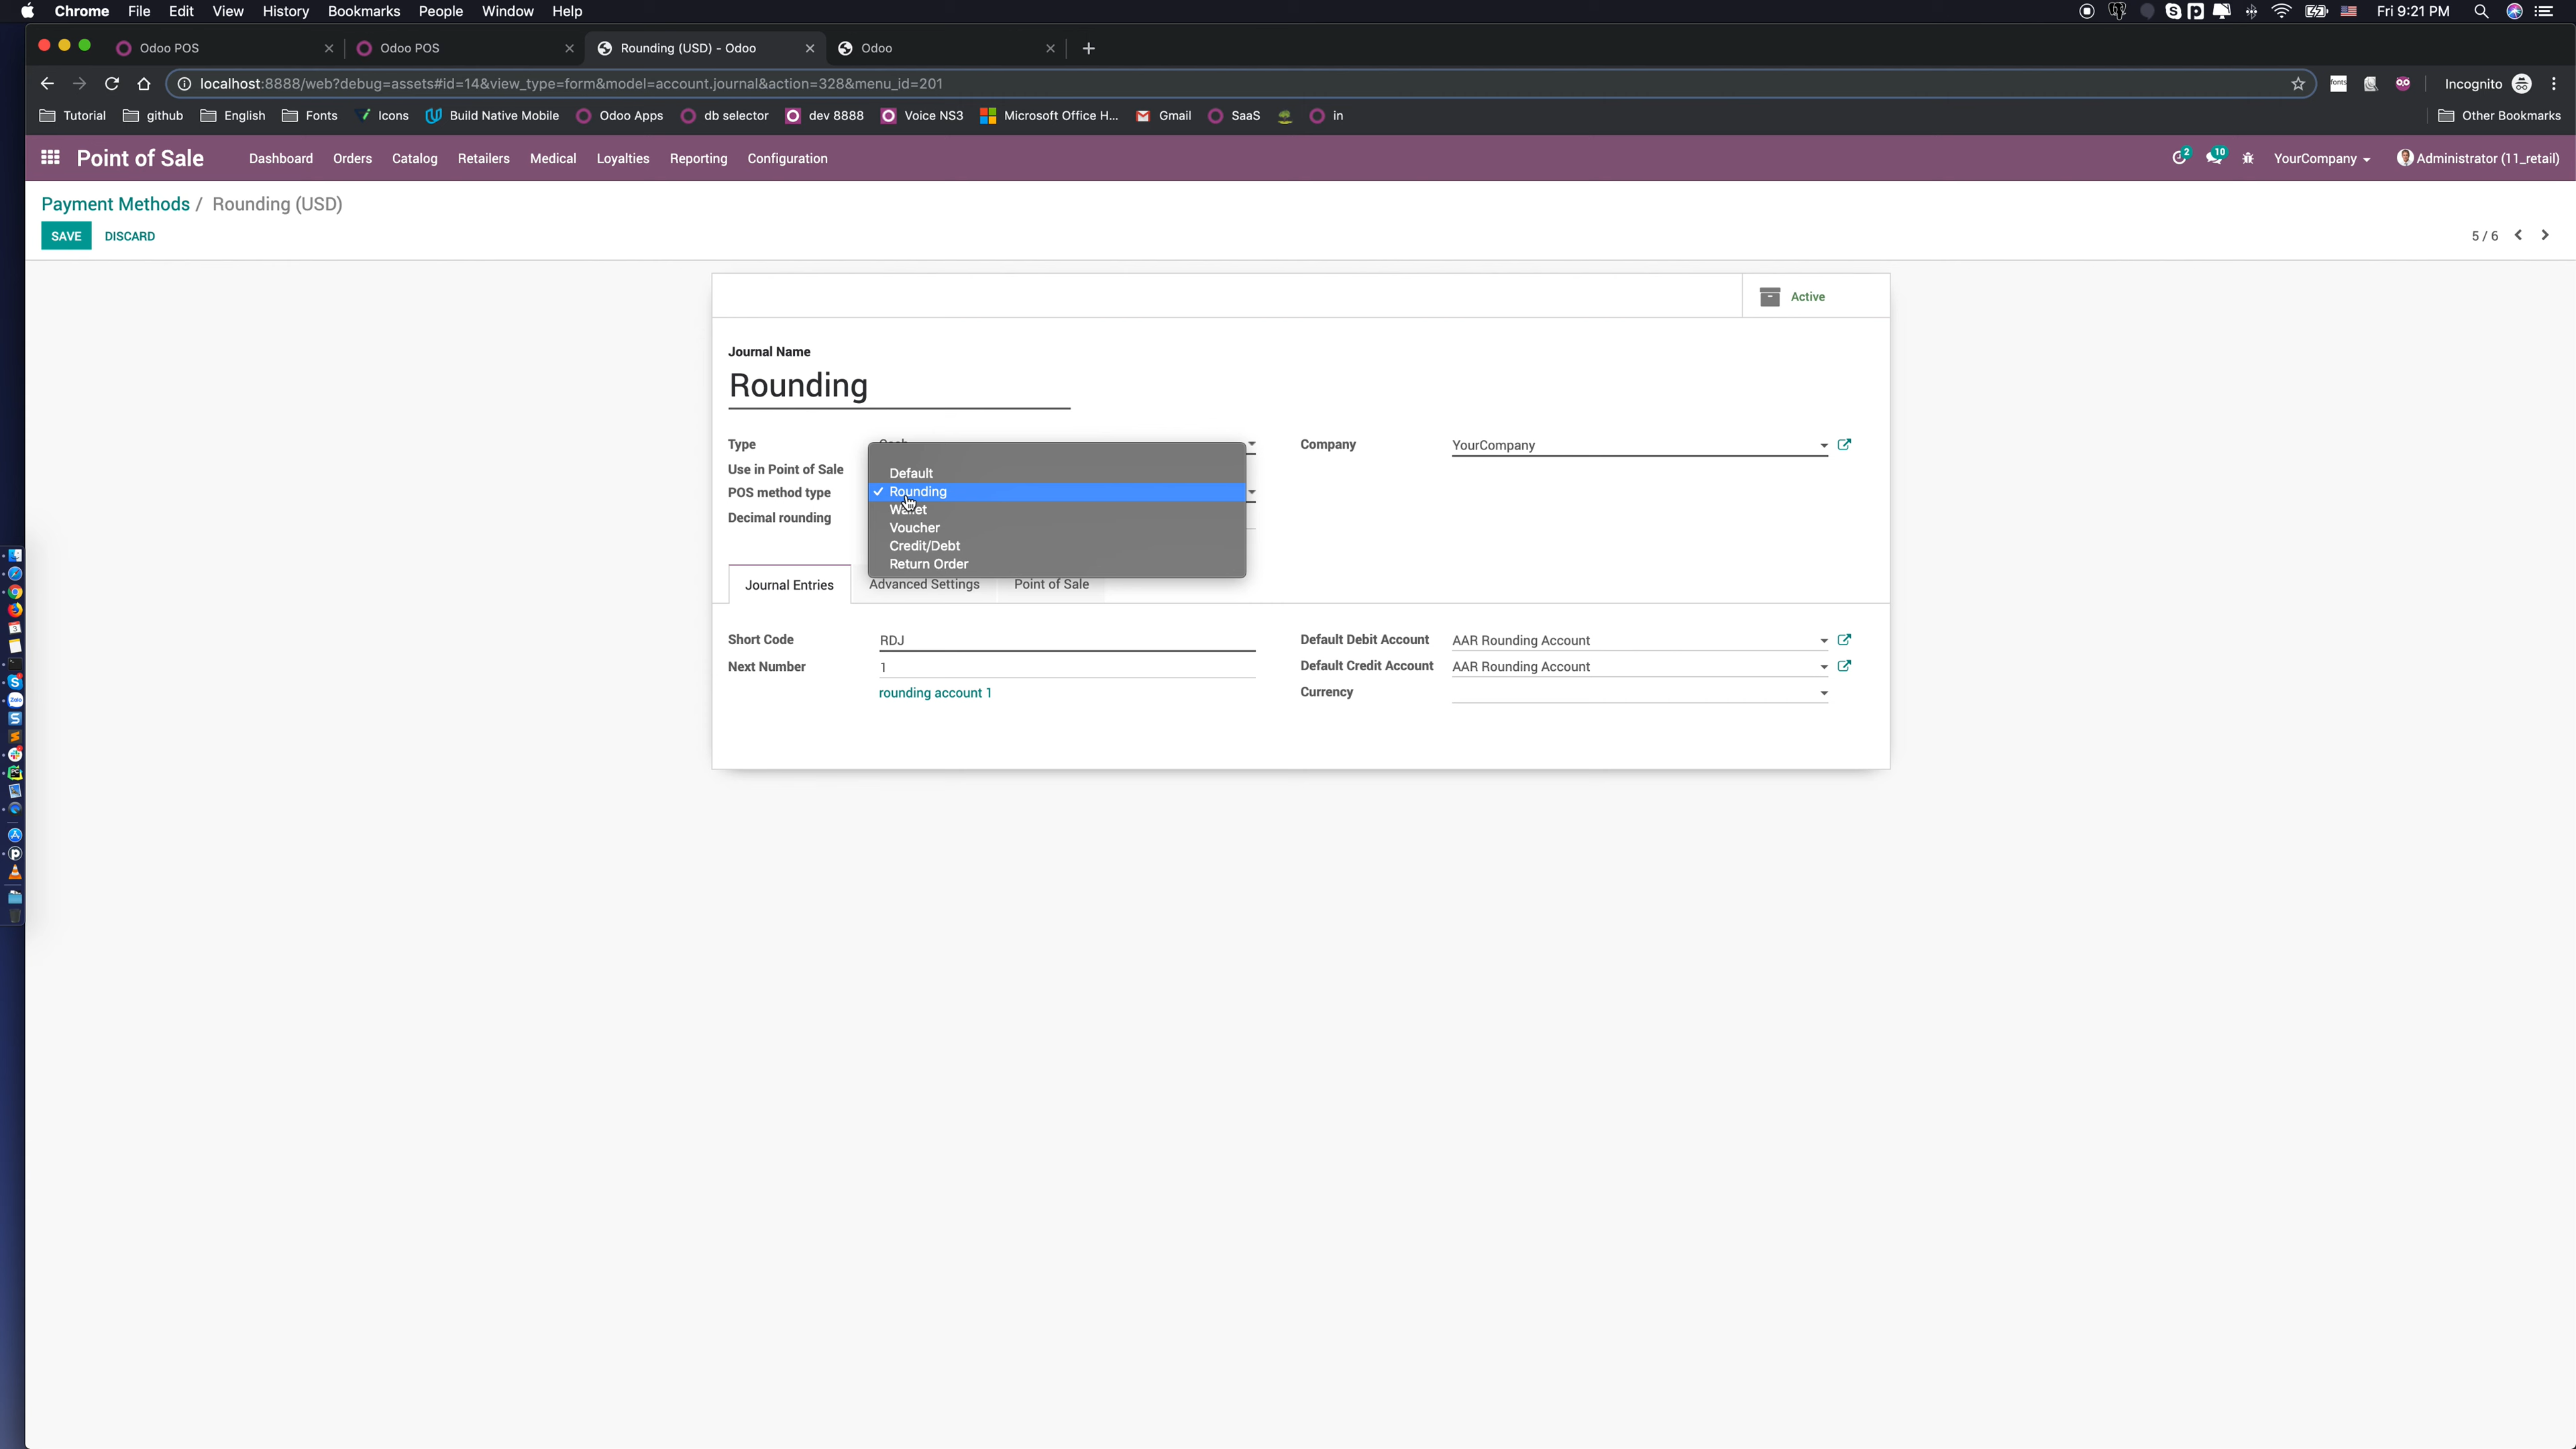 Chrome File Edit View History Bookmarks People Window Help Fri 9:21 PM
Odoo POS Odoo POS Rounding (USD) - Odoo Odoo
localhost:8888/web?debug=assets#id=14&view_type=form&model=account.journal&action=328&menu_id=201 fonts Incognito
Tutorial github English Fonts Icons Build Native Mobile Odoo Apps db selector dev 8888 Voice NS3 Microsoft Office H... Gmail SaaS in Other Bookmarks
Point of Sale Dashboard Orders Catalog Retailers Medical Loyalties Reporting Configuration 2 10 YourCompany Administrator (11_retail)
Payment Methods / Rounding (USD)
SAVE DISCARD 5 / 6
Active
Journal Name
Rounding
Type Cash Company YourCompany
Use in Point of Sale Default
POS method type Rounding
Wallet
Decimal rounding Voucher
Credit/Debt
Return Order
Journal Entries Advanced Settings Point of Sale
Short Code RDJ Default Debit Account AAR Rounding Account
Next Number 1 Default Credit Account AAR Rounding Account
rounding account 1 Currency